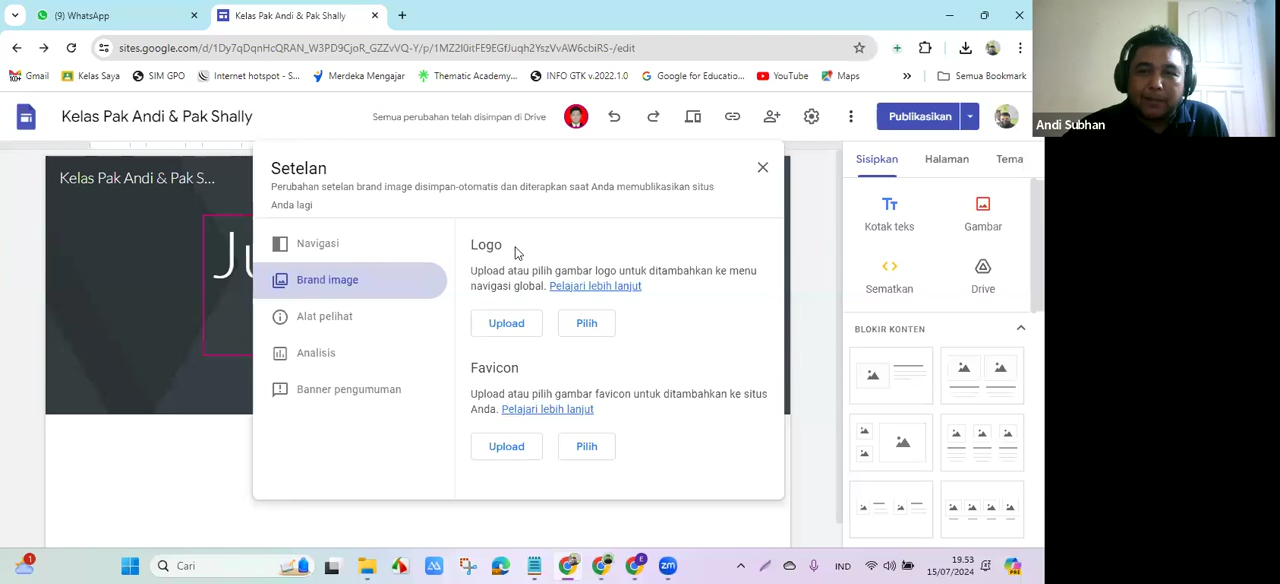 (9) WhatsApp
Kelas Pak Andi & Pak Shally
sites.google.com/d/1Dy7qDqnHcQRAN_W3PD9CjoR_GZZvVQ-Y/p/1MZ2I0itFE9EGfJuqh2YszVvAW6cbiRS-/edit
Gmail
Kelas Saya
SIM GPO
Internet hotspot - S...
Merdeka Mengajar
Thematic Academy...
INFO GTK v.2022.1.0
Google for Educatio...
YouTube
Maps
Semua Bookmark
Kelas Pak Andi & Pak Shally
Semua perubahan telah disimpan di Drive
Publikasikan
Andi Subhan
Kelas Pak Andi & Pak S...
Ju
Setelan
Perubahan setelan brand image disimpan-otomatis dan diterapkan saat Anda memublikasikan situs
Anda lagi
Navigasi
Brand image
Alat pelihat
Analisis
Banner pengumuman
Logo
Upload atau pilih gambar logo untuk ditambahkan ke menu
navigasi global. Pelajari lebih lanjut
Upload
Pilih
Favicon
Upload atau pilih gambar favicon untuk ditambahkan ke situs
Anda. Pelajari lebih lanjut
Upload
Pilih
Sisipkan
Halaman
Tema
Kotak teks
Gambar
Sematkan
Drive
BLOKIR KONTEN
Cari
IND
19.53
15/07/2024